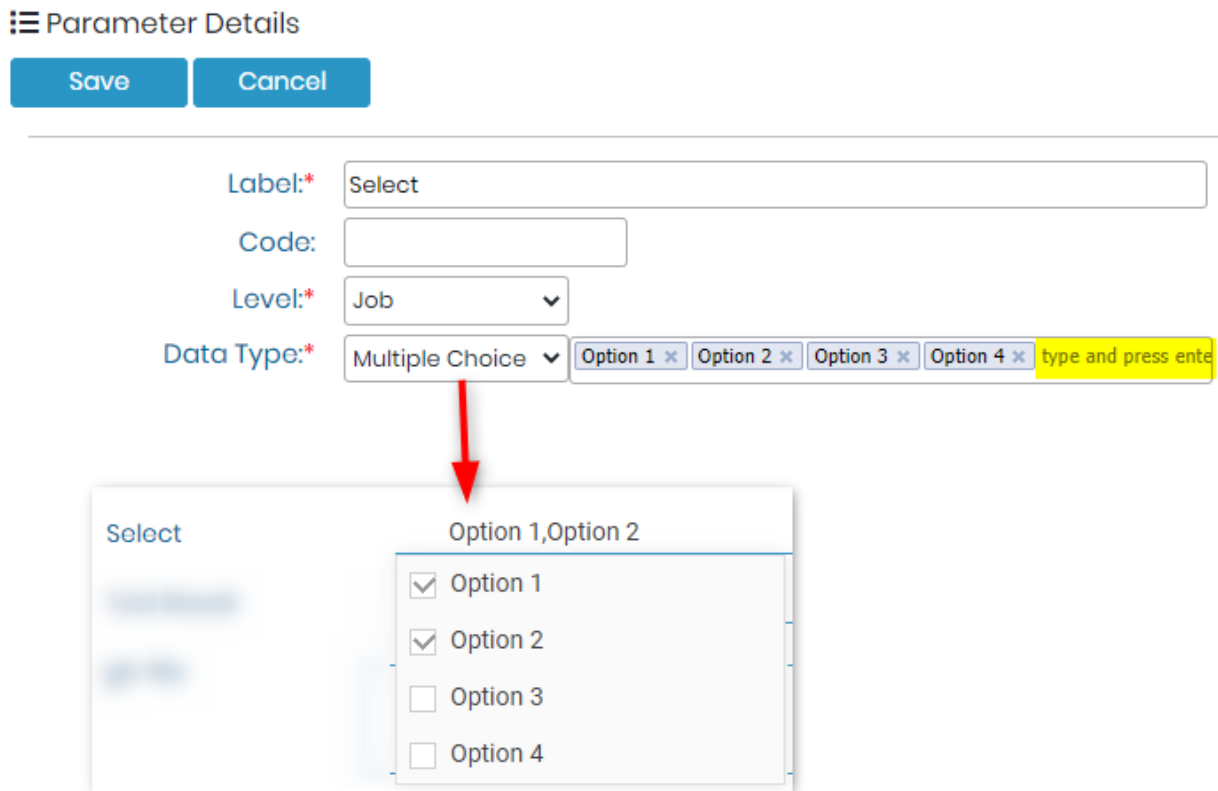 Parameter Details
Save Cancel
Label:* Select
Code:
Level:* Job
Data Type:* Multiple Choice Option 1 × Option 2 × Option 3 × Option 4 × type and press ente
Select Option 1,Option 2
Option 1
Option 2
Option 3
Option 4